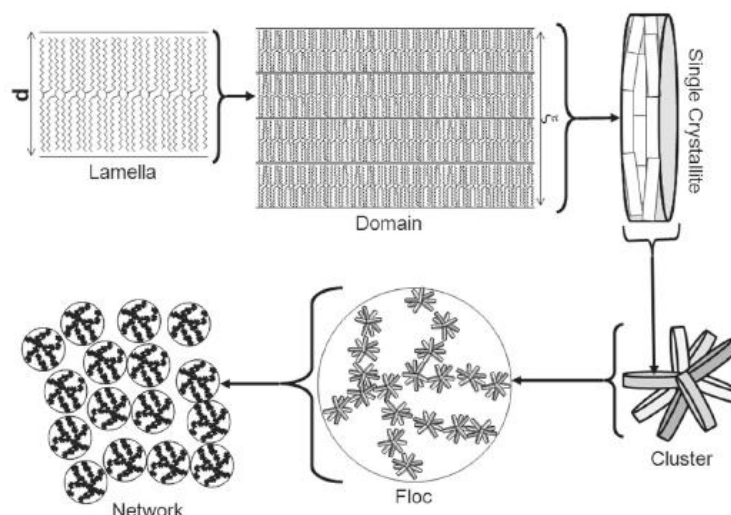 d
Lamella
Domain
ξ
Single Crystallite
Cluster
Floc
Network